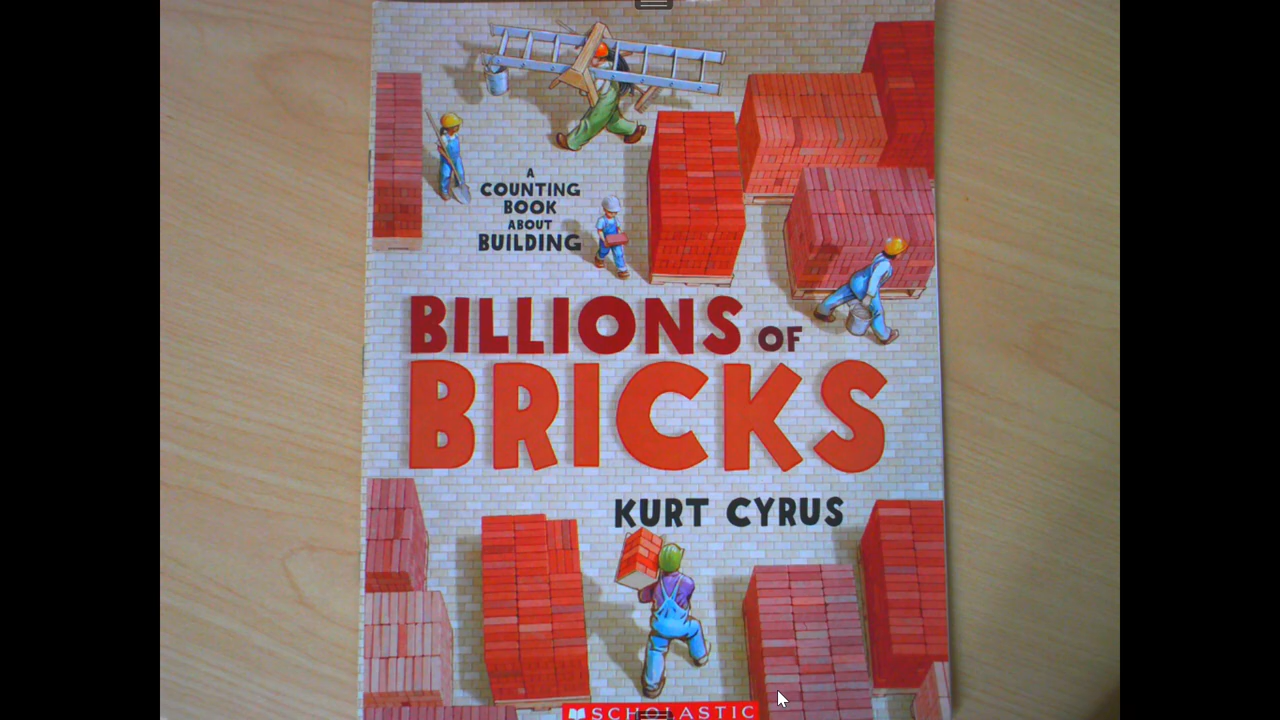 A
COUNTING
BOOK
ABOUT
BUILDING
BILLIONS OF
BRICKS
KURT CYRUS
SCHOLASTIC